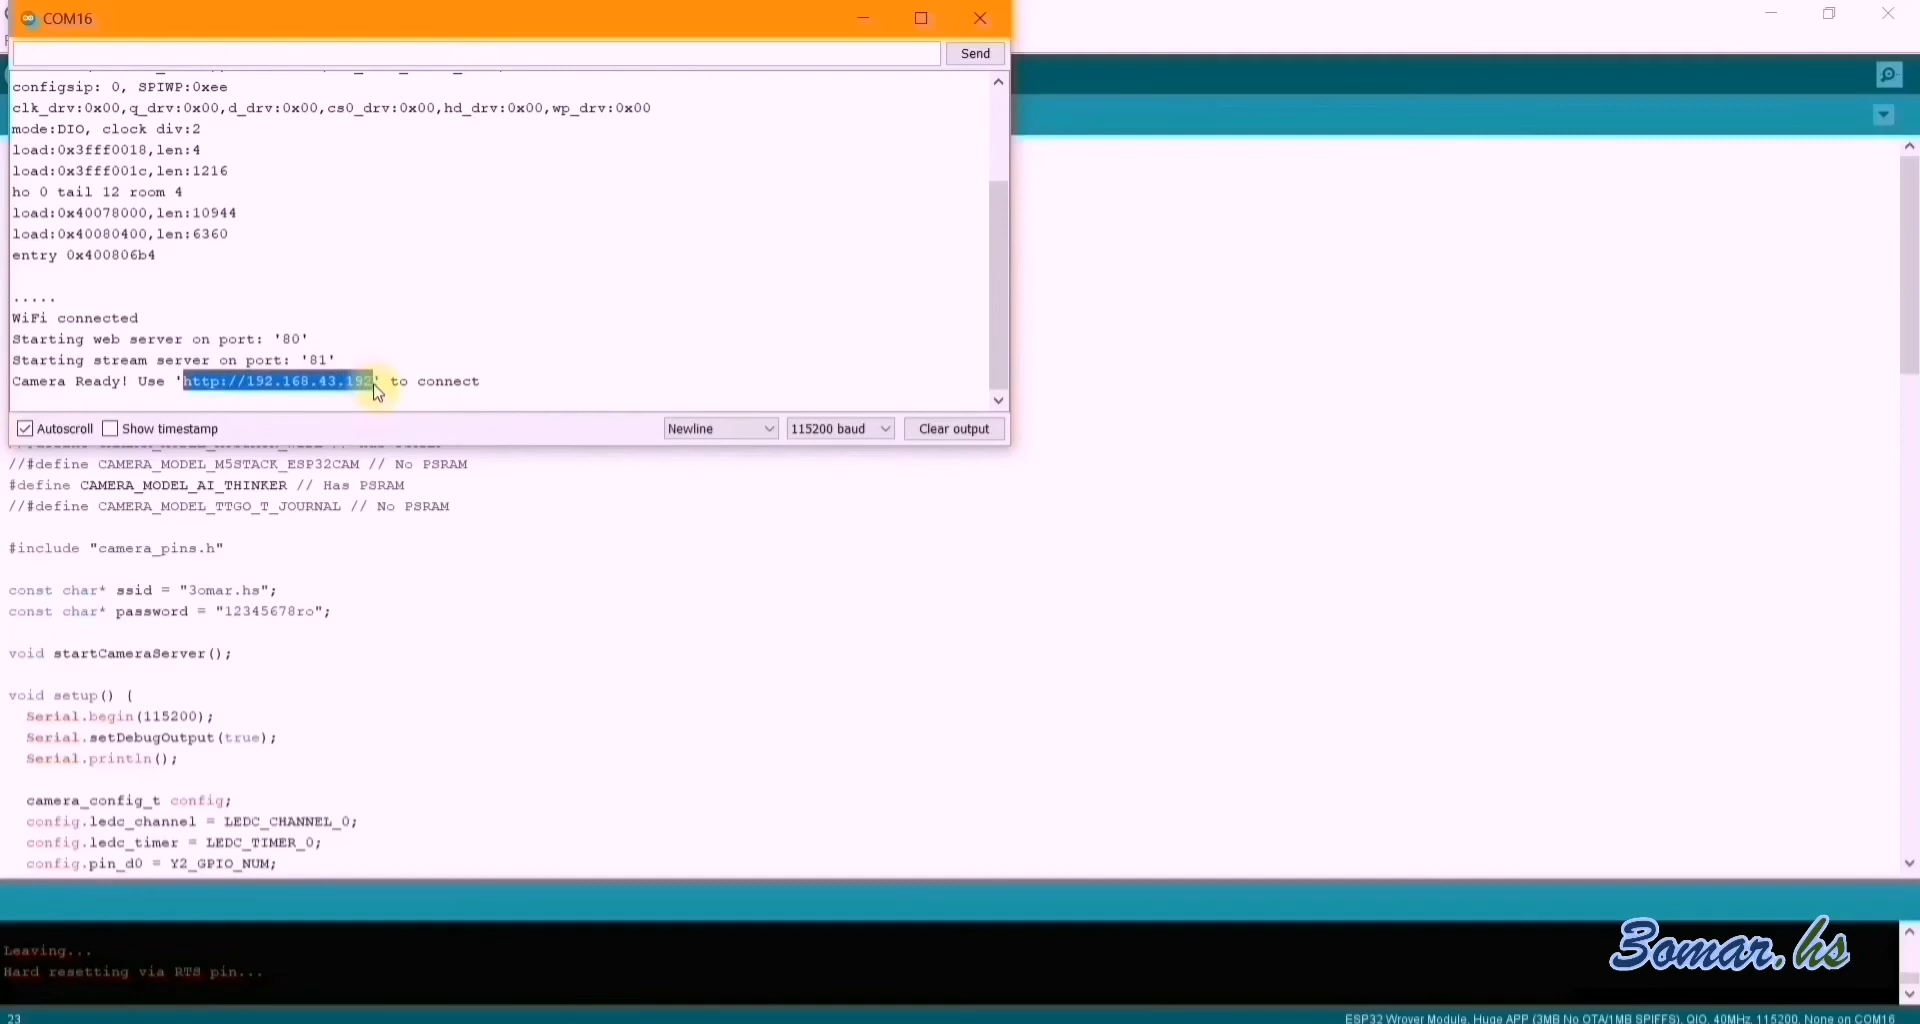 COM16
Send
configsip: 0, SPIWP:0xee
clk_drv:0x00,q_drv:0x00,d_drv:0x00,cs0_drv:0x00,hd_drv:0x00,wp_drv:0x00
mode:DIO, clock div:2
load:0x3fff0018,len:4
load:0x3fff001c,len:1216
ho 0 tail 12 room 4
load:0x40078000,len:10944
load:0x40080400,len:6360
entry 0x400806b4
.....
WiFi connected
Starting web server on port: '80'
Starting stream server on port: '81'
Camera Ready! Use 'http://192.168.43.192' to connect
Autoscroll Show timestamp Newline 115200 baud Clear output
//#define CAMERA_MODEL_M5STACK_ESP32CAM // No PSRAM
#define CAMERA_MODEL_AI_THINKER // Has PSRAM
//#define CAMERA_MODEL_TTGO_T_JOURNAL // No PSRAM
#include "camera_pins.h"
const char* ssid = "3omar.hs";
const char* password = "12345678ro";
void startCameraServer();
void setup() {
Serial.begin(115200);
Serial.setDebugOutput(true);
Serial.println();
camera_config_t config;
config.ledc_channel = LEDC_CHANNEL_0;
config.ledc_timer = LEDC_TIMER_0;
config.pin_d0 = Y2_GPIO_NUM;
Leaving...
Hard resetting via RTS pin...
3omar.hs
23
ESP32 Wrover Module, Huge APP (3MB No OTA/1MB SPIFFS), QIO, 40MHz, 115200, None on COM16